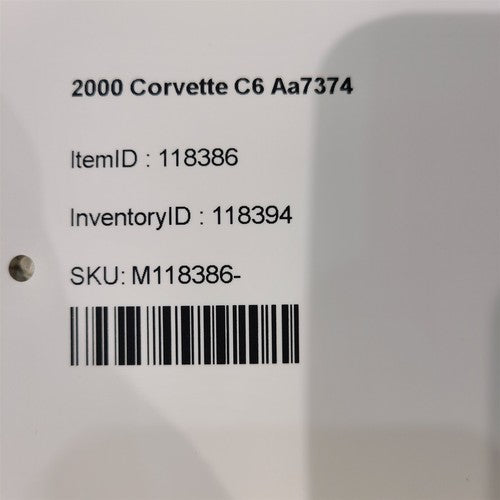 2000 Corvette C6 Aa7374
ItemID : 118386
InventoryID : 118394
SKU: M118386-